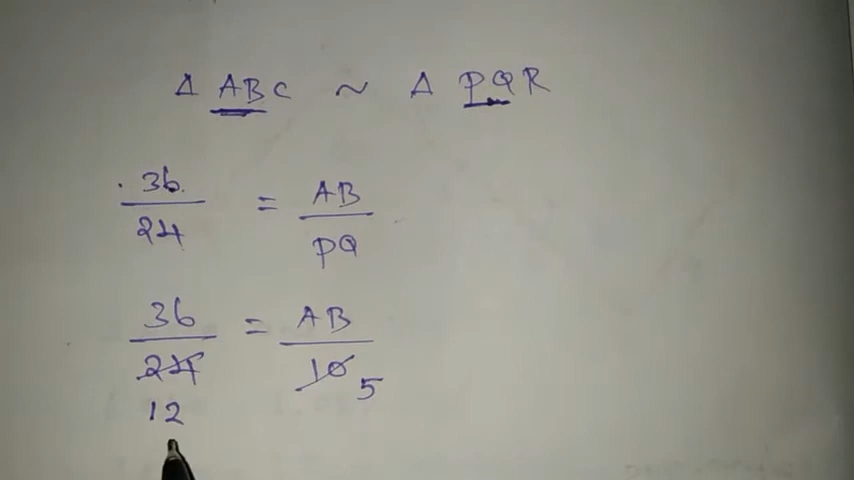 Δ ABC ~ Δ PQR
36/24 = AB/PQ
36/24 = AB/10
12 5